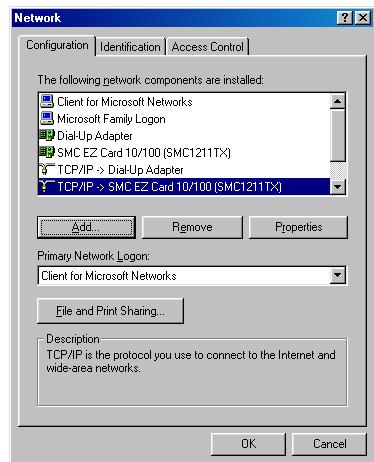 Network
Configuration Identification Access Control
The following network components are installed:
Client for Microsoft Networks
Microsoft Family Logon
Dial-Up Adapter
SMC EZ Card 10/100 (SMC1211TX)
TCP/IP -> Dial-Up Adapter
TCP/IP -> SMC EZ Card 10/100 (SMC1211TX)
Add... Remove Properties
Primary Network Logon:
Client for Microsoft Networks
File and Print Sharing...
Description
TCP/IP is the protocol you use to connect to the Internet and
wide-area networks.
OK Cancel